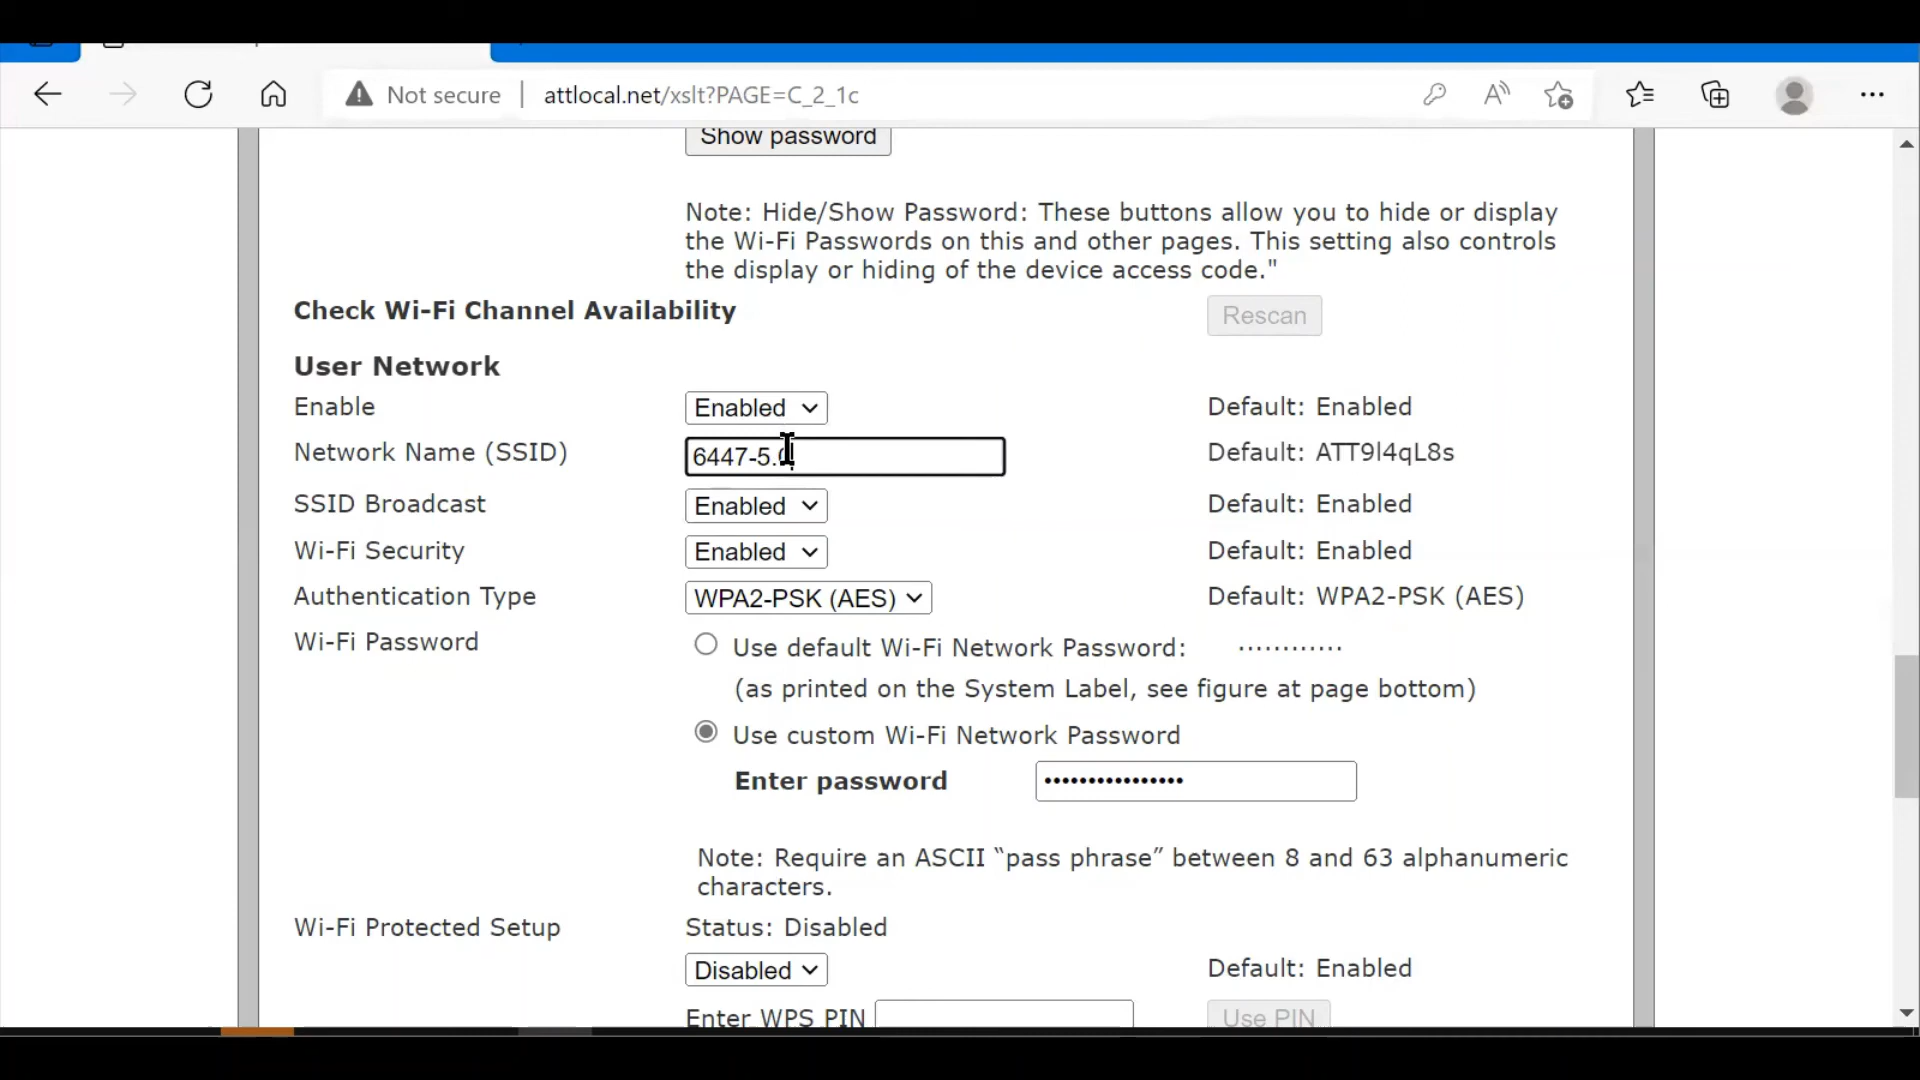 Not secure attlocal.net/xslt?PAGE=C_2_1c
Show password
Note: Hide/Show Password: These buttons allow you to hide or display
the Wi-Fi Passwords on this and other pages. This setting also controls
the display or hiding of the device access code."
Check Wi-Fi Channel Availability Rescan
User Network
Enable Enabled Default: Enabled
Network Name (SSID) 6447-5.0 Default: ATT9l4qL8s
SSID Broadcast Enabled Default: Enabled
Wi-Fi Security Enabled Default: Enabled
Authentication Type WPA2-PSK (AES) Default: WPA2-PSK (AES)
Wi-Fi Password Use default Wi-Fi Network Password: ············
(as printed on the System Label, see figure at page bottom)
Use custom Wi-Fi Network Password
Enter password ••••••••••••••••
Note: Require an ASCII “pass phrase” between 8 and 63 alphanumeric
characters.
Wi-Fi Protected Setup Status: Disabled
Disabled Default: Enabled
Enter WPS PIN Use PIN